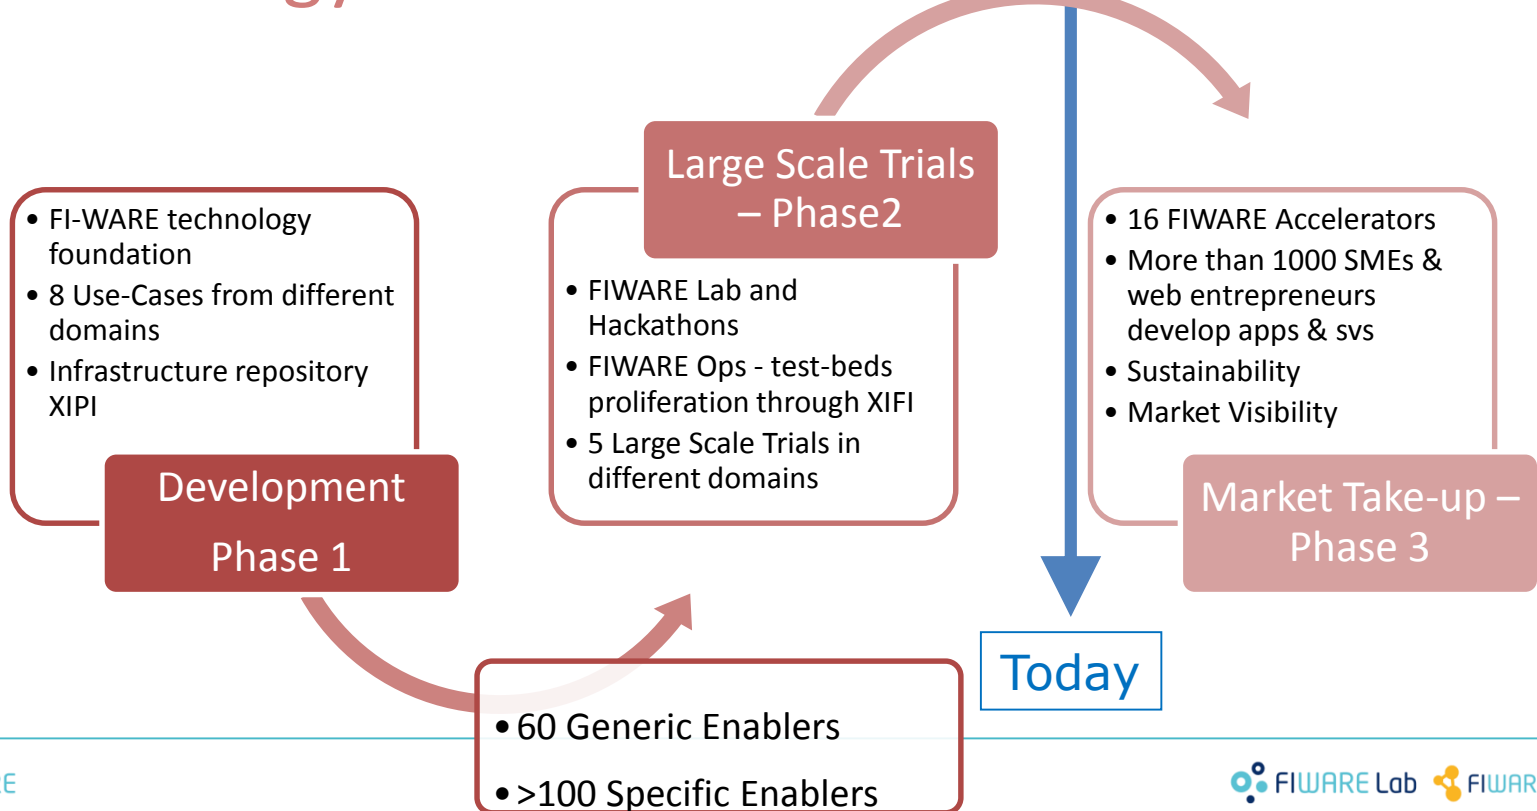 • FI-WARE technology
foundation
• 8 Use-Cases from different
domains
• Infrastructure repository
XIPI
Development
Phase 1
Large Scale Trials
– Phase2
• FIWARE Lab and
Hackathons
• FIWARE Ops - test-beds
proliferation through XIFI
• 5 Large Scale Trials in
different domains
• 16 FIWARE Accelerators
• More than 1000 SMEs &
web entrepreneurs
develop apps & svs
• Sustainability
• Market Visibility
Market Take-up –
Phase 3
Today
• 60 Generic Enablers
• >100 Specific Enablers
FIWARE Lab